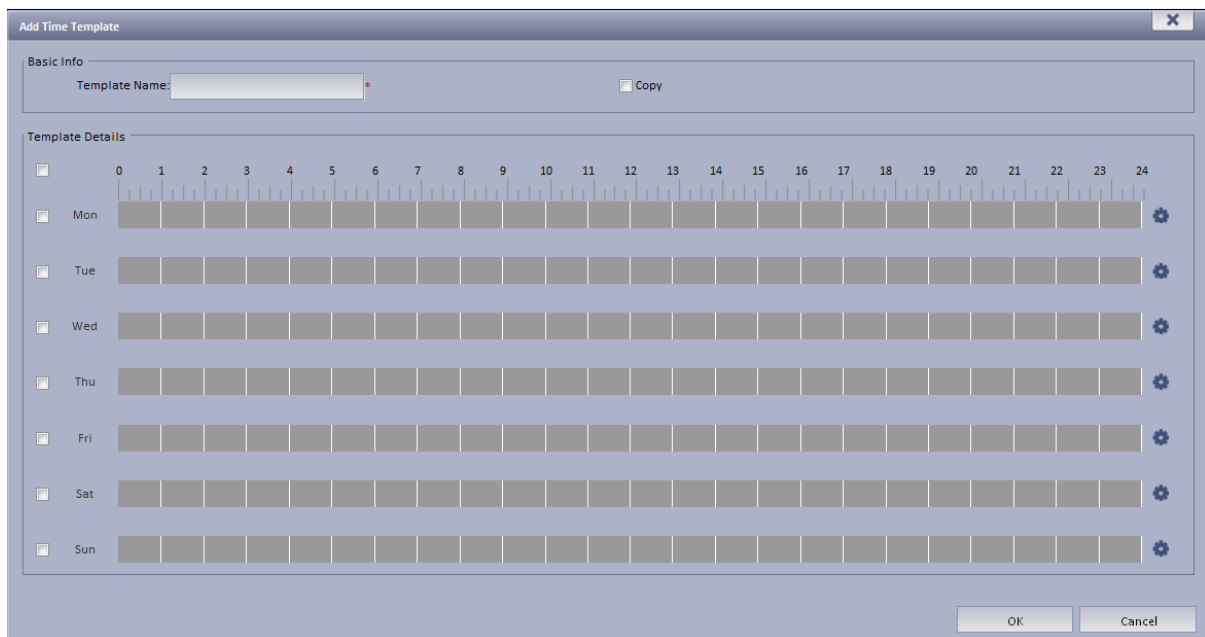 Add Time Template
Basic Info
Template Name: * Copy
Template Details
0 1 2 3 4 5 6 7 8 9 10 11 12 13 14 15 16 17 18 19 20 21 22 23 24
Mon
Tue
Wed
Thu
Fri
Sat
Sun
OK Cancel